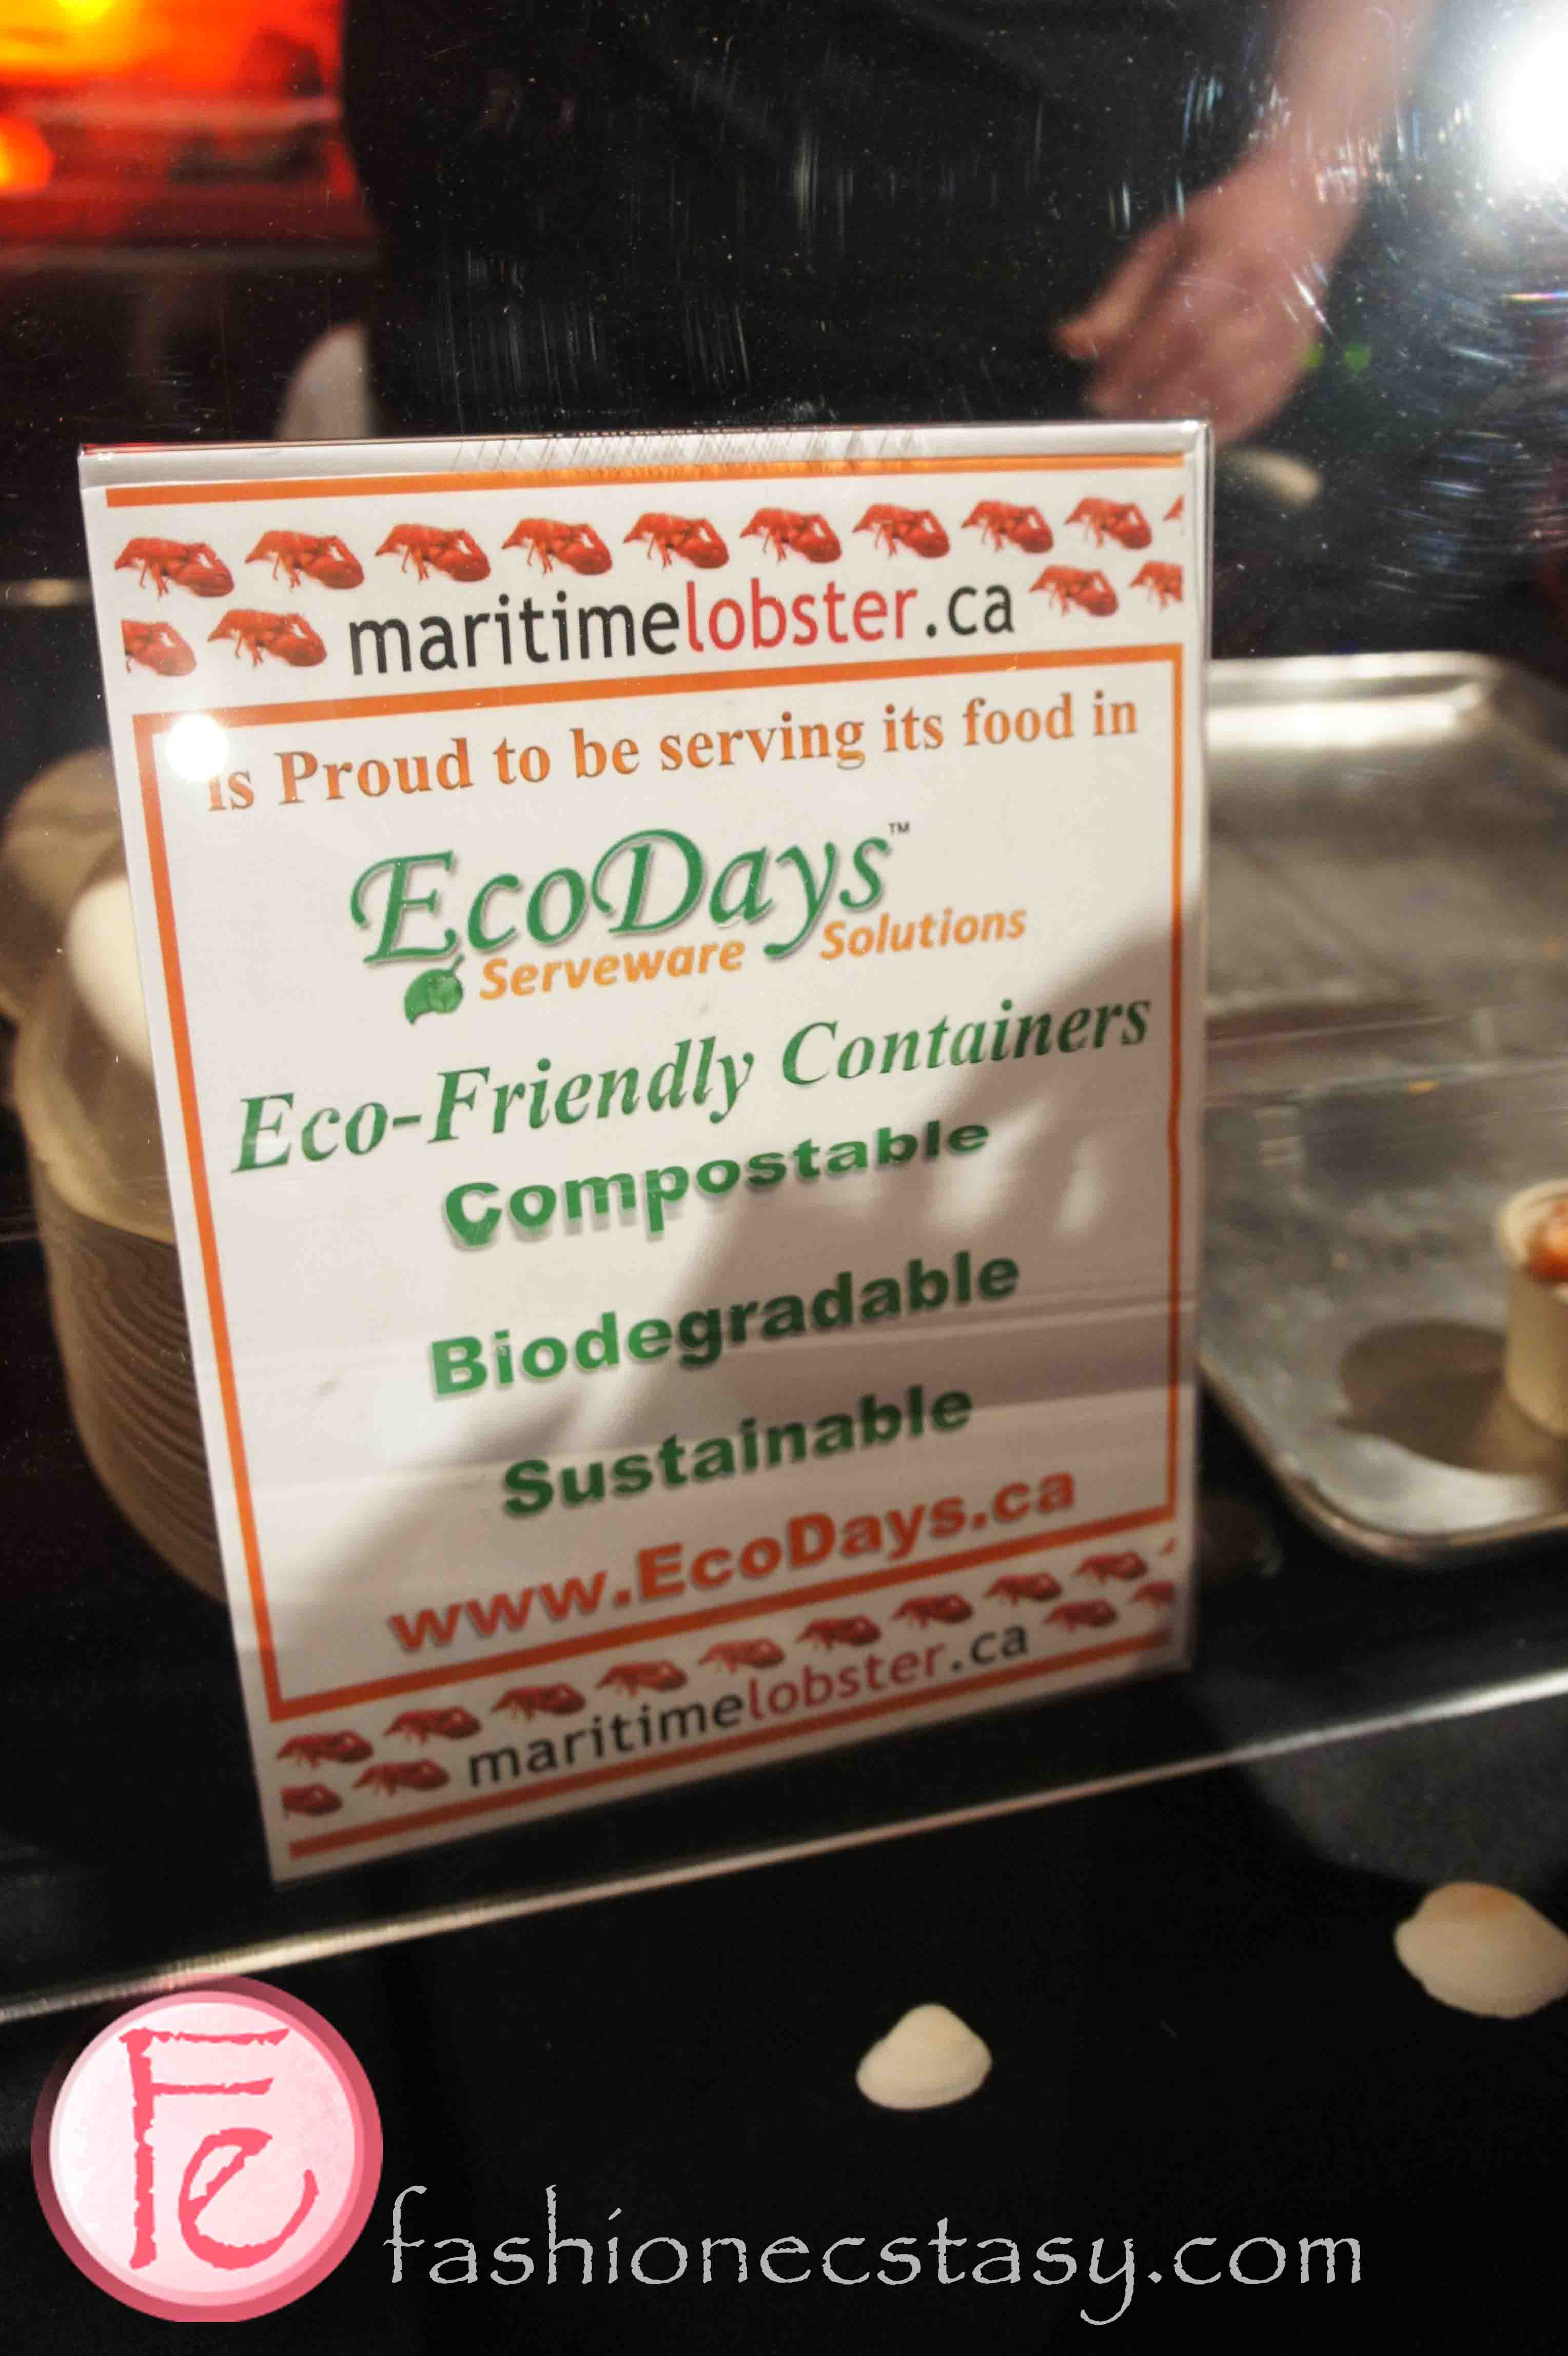 maritimelobster.ca
is Proud to be serving its food in
EcoDays™
Serveware Solutions
Eco-Friendly Containers
Compostable
Biodegradable
Sustainable
www.EcoDays.ca
maritimelobster.ca
Fe
fashionecstasy.com